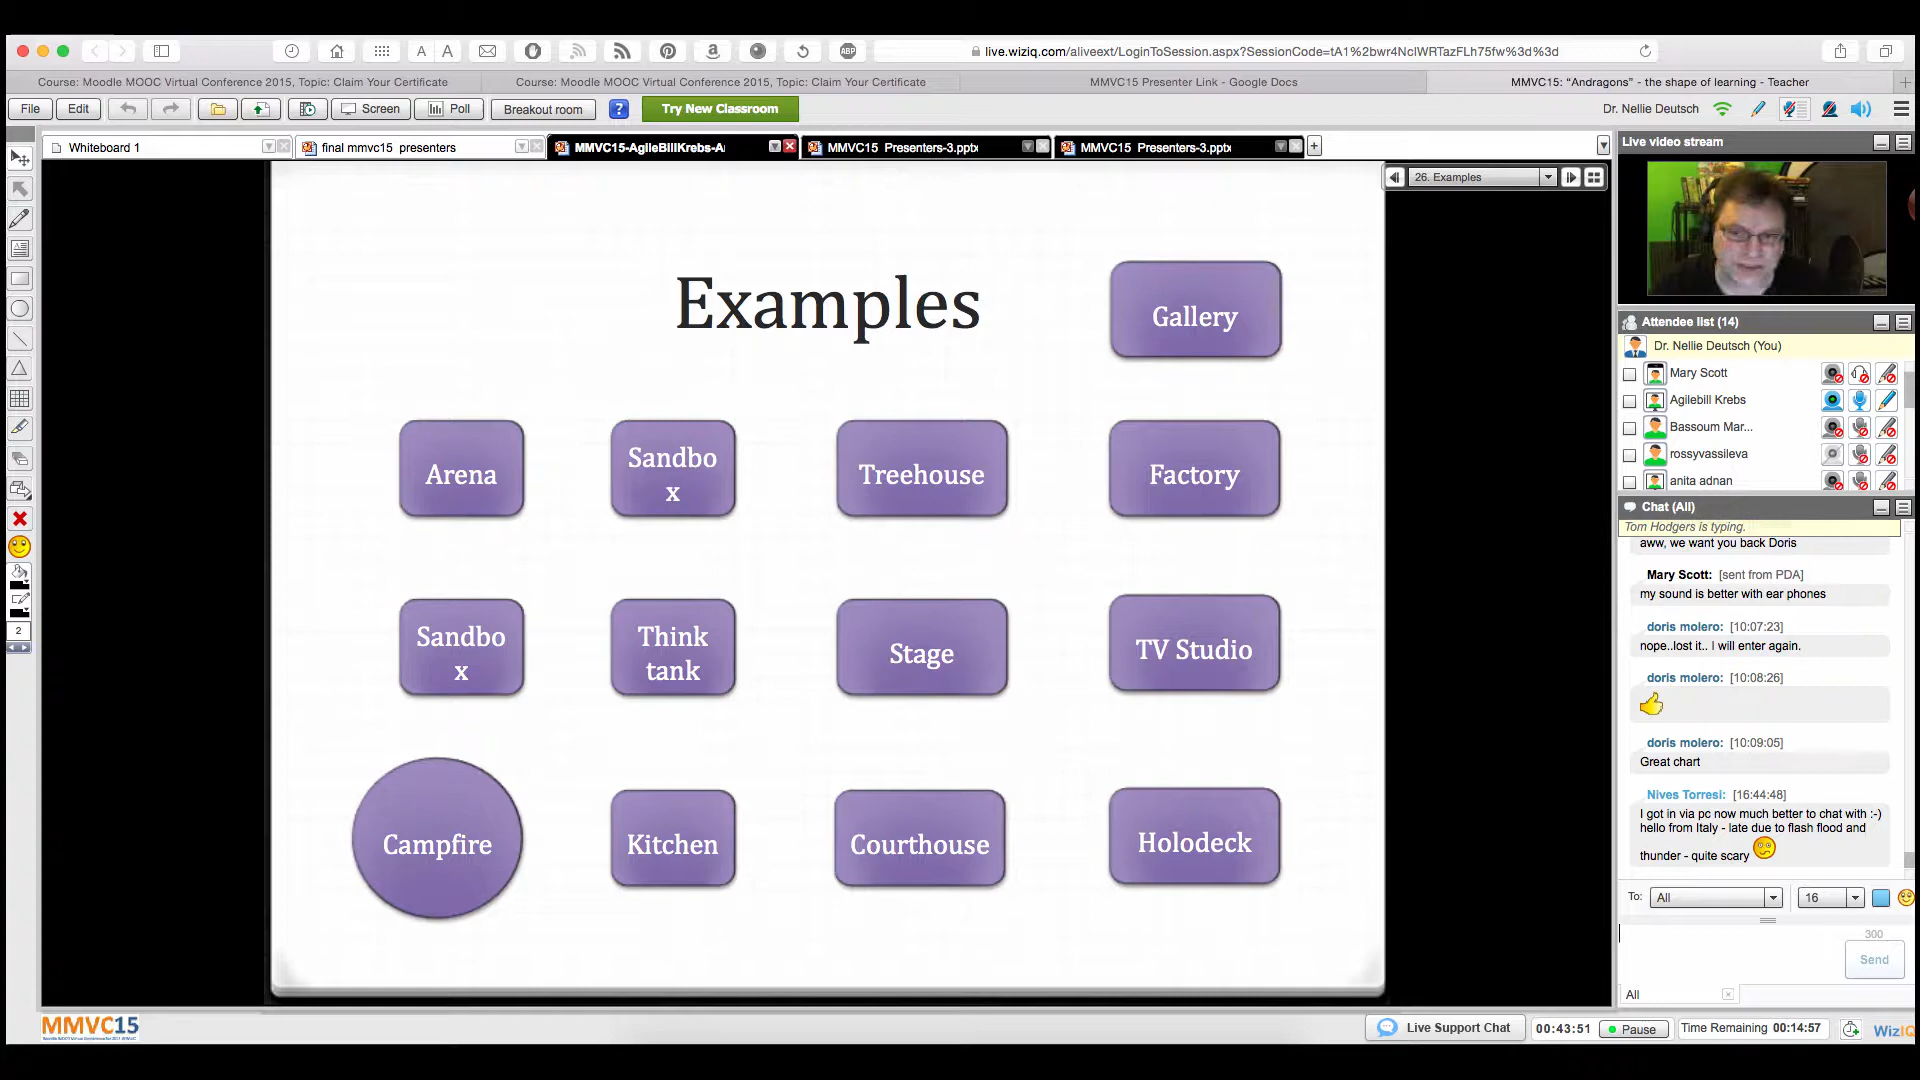 live.wiziq.com/aliveext/LoginToSession.aspx?SessionCode=tA1%2bwr4NclWRTazFLh75fw%3d%3d
Course: Moodle MOOC Virtual Conference 2015, Topic: Claim Your Certificate
Course: Moodle MOOC Virtual Conference 2015, Topic: Claim Your Certificate
MMVC15 Presenter Link - Google Docs
MMVC15: “Andragons” - the shape of learning - Teacher
File Edit Screen Poll Breakout room ? Try New Classroom
Dr. Nellie Deutsch
Whiteboard 1
final mmvc15 presenters
MMVC15-AgileBillKrebs-A
MMVC15 Presenters-3.pptx
MMVC15 Presenters-3.pptx
26. Examples
Examples
Gallery
Arena
Sandbo
x
Treehouse
Factory
Sandbo
x
Think
tank
Stage
TV Studio
Campfire
Kitchen
Courthouse
Holodeck
2
Live video stream
Attendee list (14)
Dr. Nellie Deutsch (You)
Mary Scott
Agilebill Krebs
Bassoum Mar...
rossyvassileva
anita adnan
Chat (All)
Tom Hodgers is typing.
aww, we want you back Doris
Mary Scott: [sent from PDA]
my sound is better with ear phones
doris molero: [10:07:23]
nope..lost it.. I will enter again.
doris molero: [10:08:26]
doris molero: [10:09:05]
Great chart
Nives Torresi: [16:44:48]
I got in via pc now much better to chat with :-)
hello from Italy - late due to flash flood and
thunder - quite scary
To: All 16
300
Send
All
MMVC15
Live Support Chat
00:43:51 Pause
Time Remaining 00:14:57
WizIQ